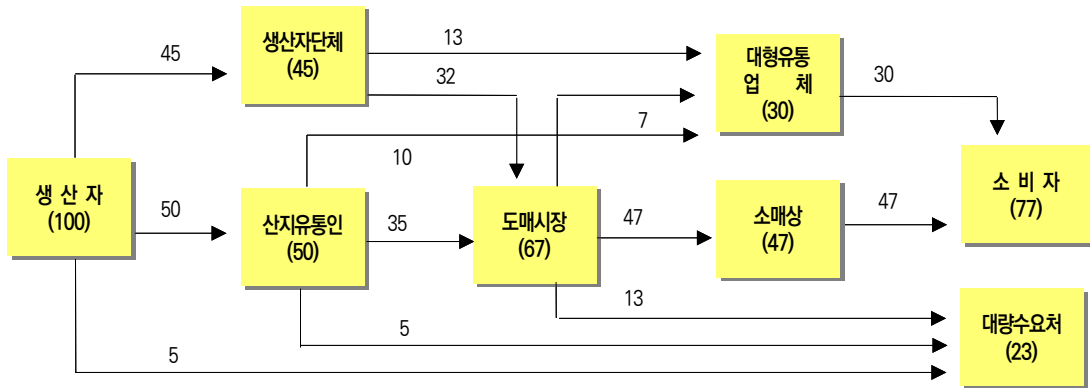 45
생산자단체
(45)
13
32
대형유통
업 체
(30)
30
7
10
생 산 자
(100)
50
산지유통인
(50)
35
도매시장
(67)
47
소매상
(47)
47
소 비 자
(77)
13
5
5
대량수요처
(23)